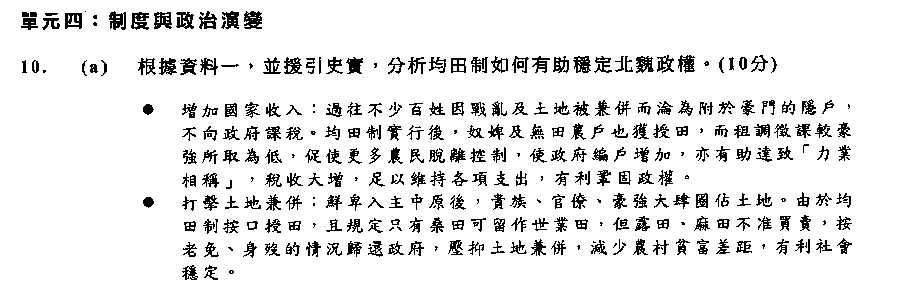 單元四：制度與政治演變
10. (a) 根據資料一，並援引史實，分析均田制如何有助穩定北魏政權。(10分)
● 增加國家收入：過往不少百姓因戰亂及土地被兼併而淪為附於豪門的隱戶，
不向政府課稅。均田制實行後，奴婢及無田農戶也獲授田，而租調徵課較豪
強所取為低，促使更多農民脫離控制，使政府編戶增加，亦有助達致「力業
相稱」，稅收大增，足以維持各項支出，有利鞏固政權。
● 打擊土地兼併：鮮卑入主中原後，貴族、官僚、豪強大肆圈佔土地。由於均
田制按口授田，且規定只有桑田可留作世業田，但露田、麻田不准買賣，按
老免、身歿的情況歸還政府，壓抑土地兼併，減少農村貧富差距，有利社會
穩定。